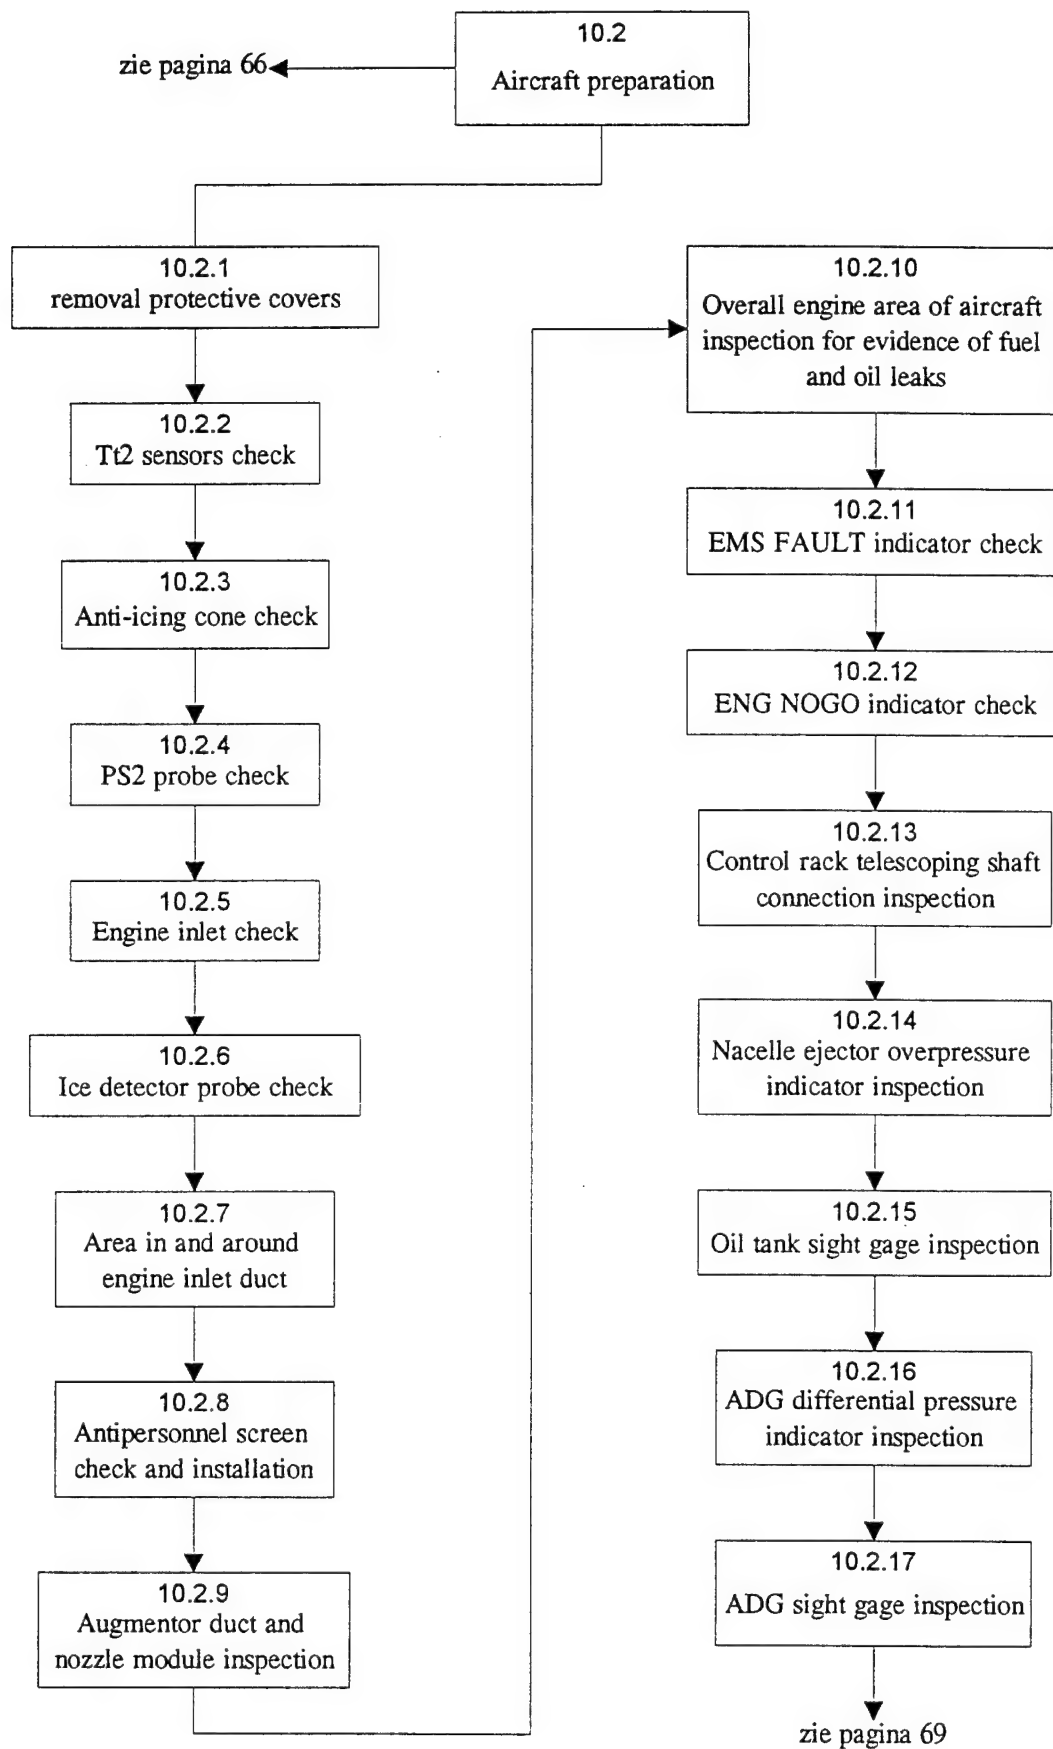 10.2
Aircraft preparation
zie pagina 66
10.2.1
removal protective covers
10.2.2
Tt2 sensors check
10.2.3
Anti-icing cone check
10.2.4
PS2 probe check
10.2.5
Engine inlet check
10.2.6
Ice detector probe check
10.2.7
Area in and around
engine inlet duct
10.2.8
Antipersonnel screen
check and installation
10.2.9
Augmentor duct and
nozzle module inspection
10.2.10
Overall engine area of aircraft
inspection for evidence of fuel
and oil leaks
10.2.11
EMS FAULT indicator check
10.2.12
ENG NOGO indicator check
10.2.13
Control rack telescoping shaft
connection inspection
10.2.14
Nacelle ejector overpressure
indicator inspection
10.2.15
Oil tank sight gage inspection
10.2.16
ADG differential pressure
indicator inspection
10.2.17
ADG sight gage inspection
zie pagina 69